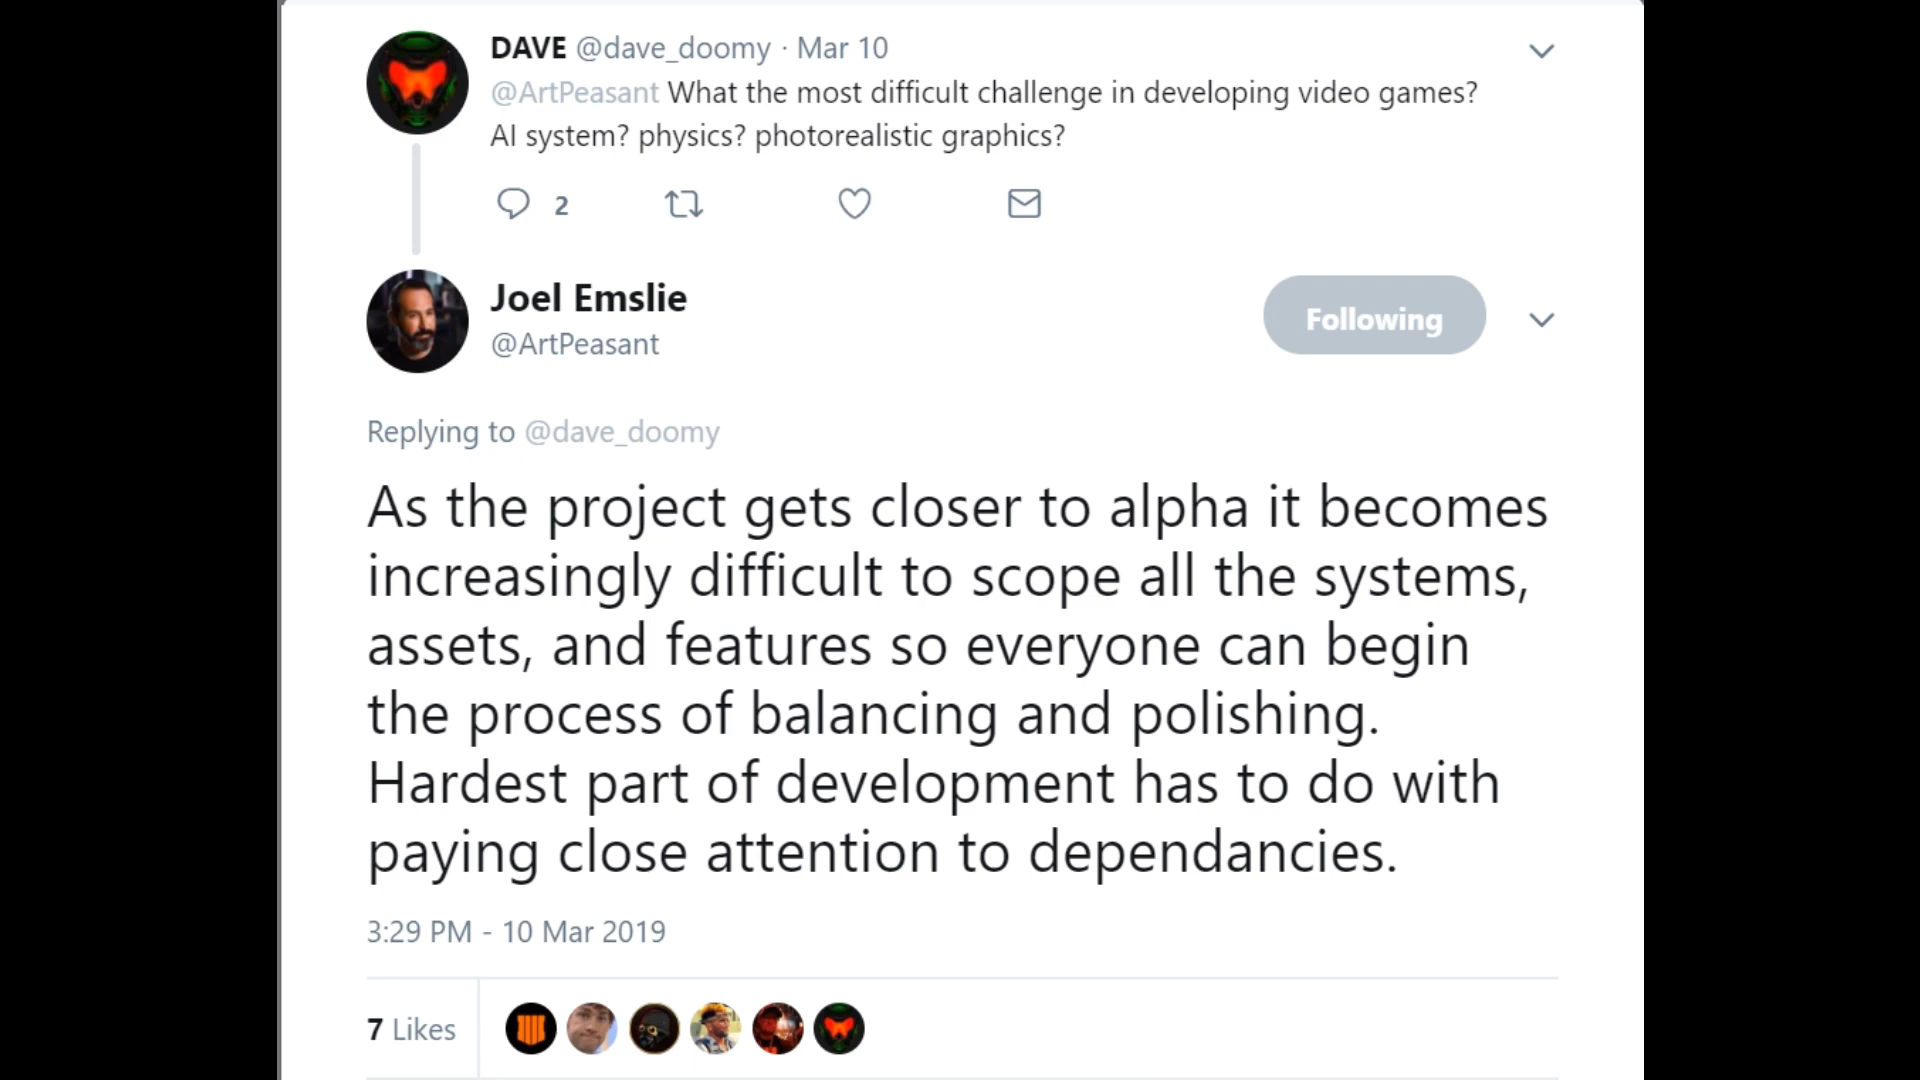 DAVE @dave_doomy · Mar 10
@ArtPeasant What the most difficult challenge in developing video games?
AI system? physics? photorealistic graphics?
2
Joel Emslie
Following
@ArtPeasant
Replying to @dave_doomy
As the project gets closer to alpha it becomes
increasingly difficult to scope all the systems,
assets, and features so everyone can begin
the process of balancing and polishing.
Hardest part of development has to do with
paying close attention to dependancies.
3:29 PM - 10 Mar 2019
7 Likes